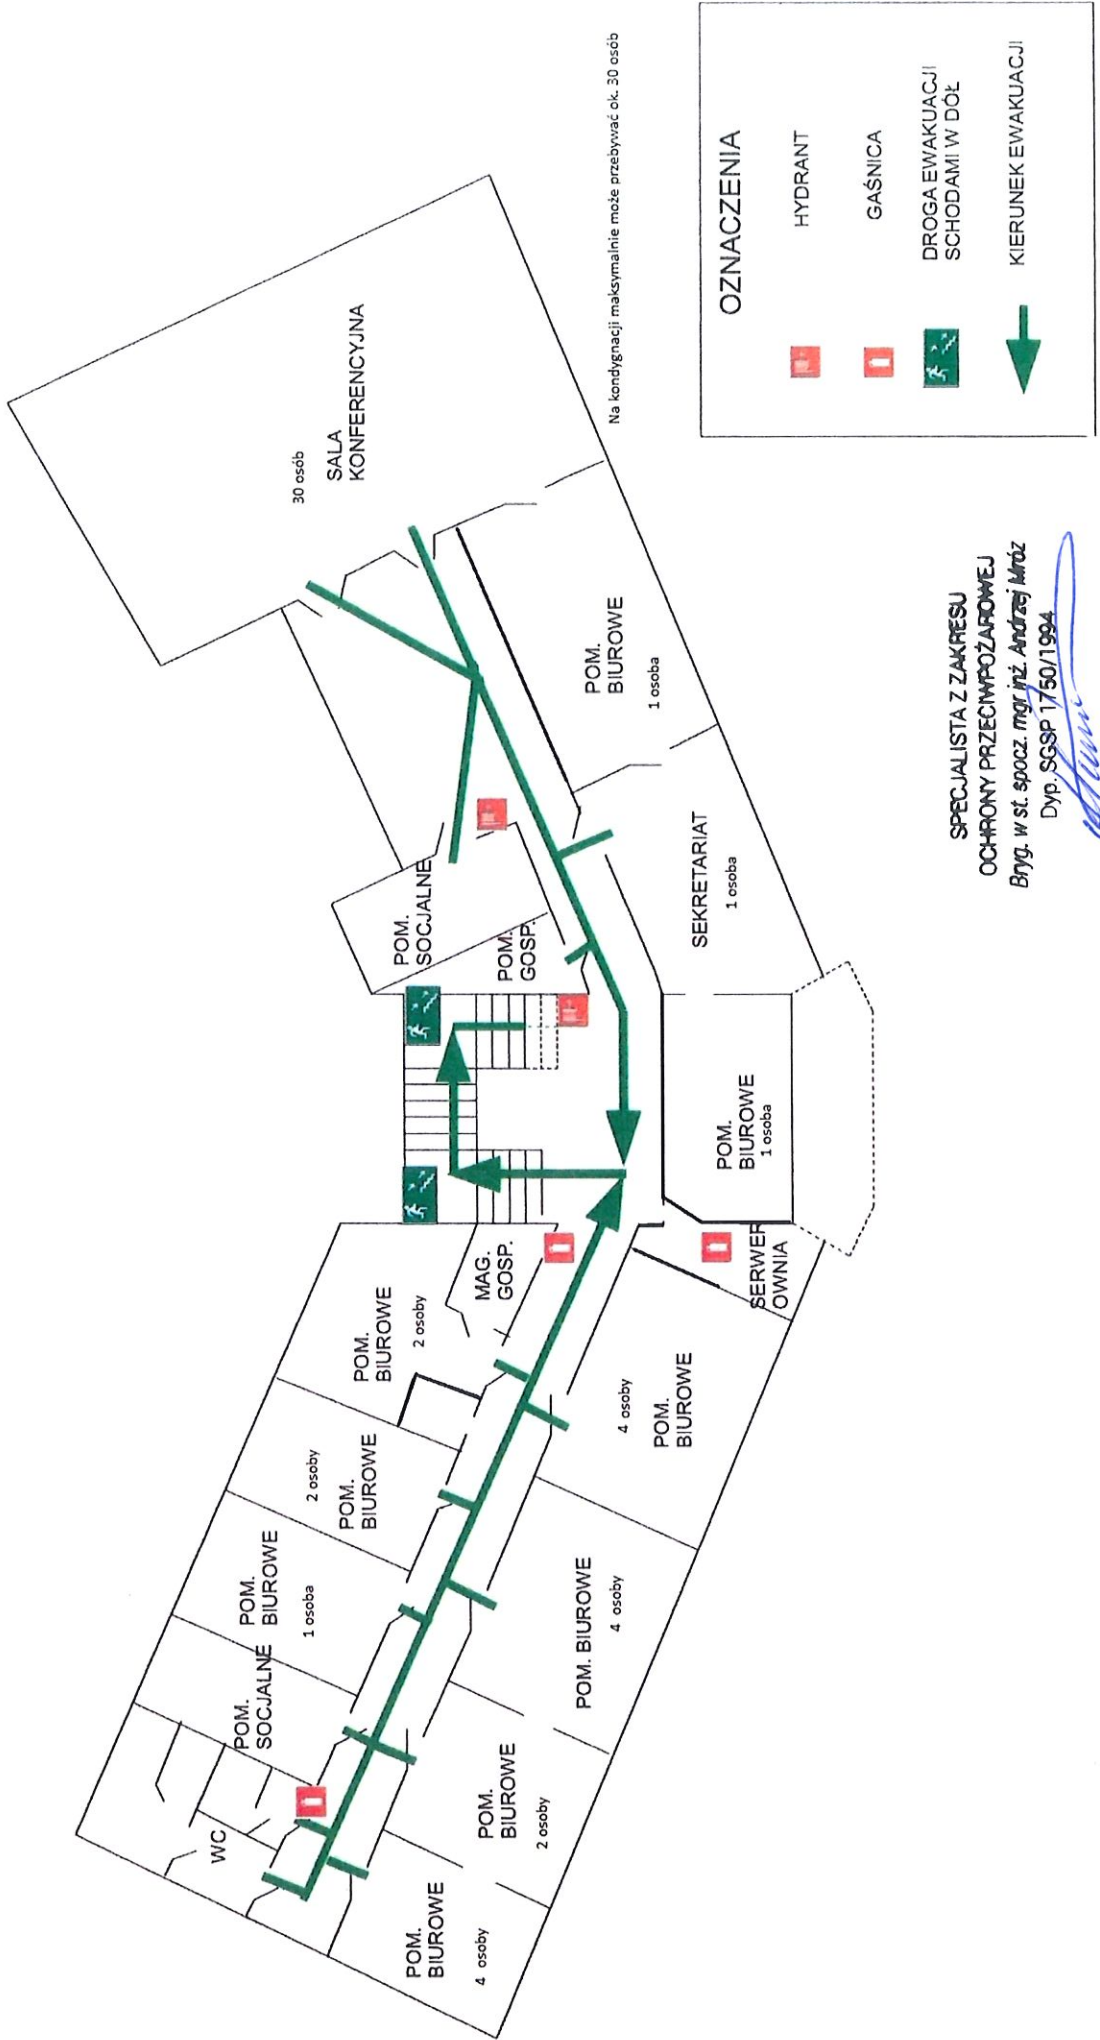 30 osób
SALA
KONFERENCYJNA
Na kondygnacji maksymalnie może przebywać ok. 30 osób
POM.
BIUROWE
1 osoba
SEKRETARIAT
1 osoba
POM.
SOCJALNE
POM.
GOSP.
POM.
BIUROWE
1 osoba
SERWER
OWNIA
MAG.
GOSP.
POM.
BIUROWE
2 osoby
2 osoby
POM.
BIUROWE
POM.
BIUROWE
1 osoba
POM.
SOCJALNE
WC
4 osoby
POM.
BIUROWE
POM. BIUROWE
4 osoby
POM.
BIUROWE
2 osoby
POM.
BIUROWE
4 osoby
OZNACZENIA
HYDRANT
GAŚNICA
DROGA EWAKUACJI
SCHODAMI W DÓŁ
KIERUNEK EWAKUACJI
SPECJALISTA Z ZAKRESU
OCHRONY PRZECIWPOŻAROWEJ
Bryg. w st. spocz. mgr inż. Andrzej Mróz
Dyp. SGSP 1750/1994